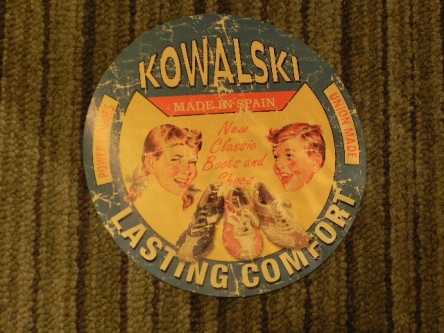 KOWALSKI
MADE IN SPAIN
POWER SHOES
UNION MADE
New
Classic
Boots and
Shoes
LASTING COMFORT